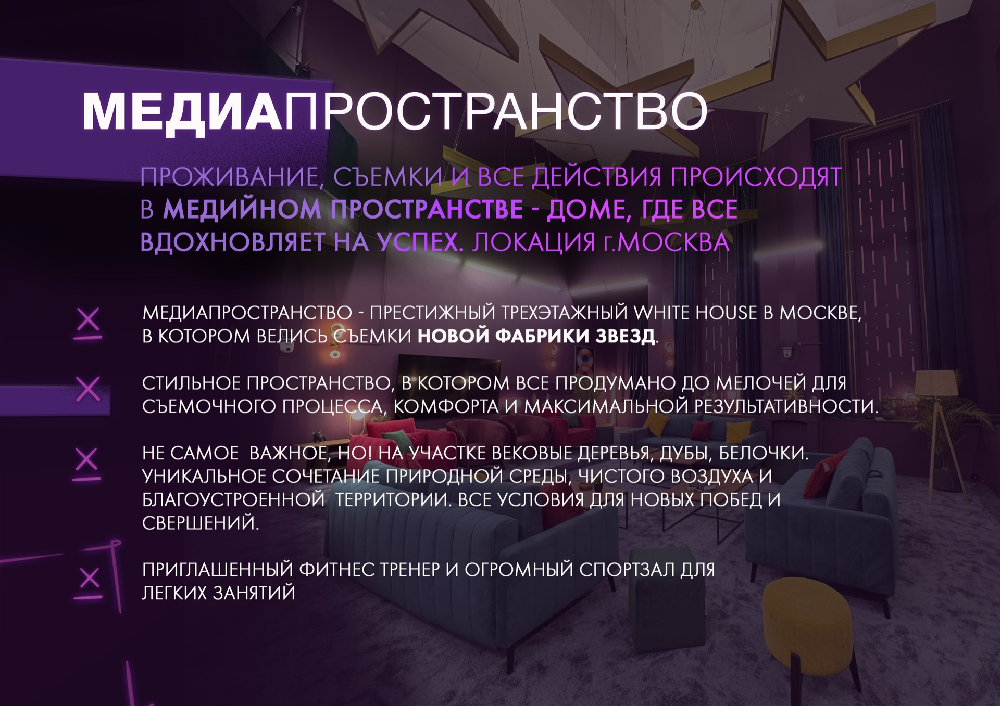 МЕДИАПРОСТРАНСТВО
ПРОЖИВАНИЕ, СЪЕМКИ И ВСЕ ДЕЙСТВИЯ ПРОИСХОДЯТ
В МЕДИЙНОМ ПРОСТРАНСТВЕ - ДОМЕ, ГДЕ ВСЕ
ВДОХНОВЛЯЕТ НА УСПЕХ. ЛОКАЦИЯ г.МОСКВА
МЕДИАПРОСТРАНСТВО - ПРЕСТИЖНЫЙ ТРЕХЭТАЖНЫЙ WHITE HOUSE В МОСКВЕ,
В КОТОРОМ ВЕЛИСЬ СЪЕМКИ НОВОЙ ФАБРИКИ ЗВЕЗД.
СТИЛЬНОЕ ПРОСТРАНСТВО, В КОТОРОМ ВСЕ ПРОДУМАНО ДО МЕЛОЧЕЙ ДЛЯ
СЪЕМОЧНОГО ПРОЦЕССА, КОМФОРТА И МАКСИМАЛЬНОЙ РЕЗУЛЬТАТИВНОСТИ.
НЕ САМОЕ ВАЖНОЕ, НО! НА УЧАСТКЕ ВЕКОВЫЕ ДЕРЕВЬЯ, ДУБЫ, БЕЛОЧКИ.
УНИКАЛЬНОЕ СОЧЕТАНИЕ ПРИРОДНОЙ СРЕДЫ, ЧИСТОГО ВОЗДУХА И
БЛАГОУСТРОЕННОЙ ТЕРРИТОРИИ. ВСЕ УСЛОВИЯ ДЛЯ НОВЫХ ПОБЕД И
СВЕРШЕНИЙ.
ПРИГЛАШЕННЫЙ ФИТНЕС ТРЕНЕР И ОГРОМНЫЙ СПОРТЗАЛ ДЛЯ
ЛЕГКИХ ЗАНЯТИЙ